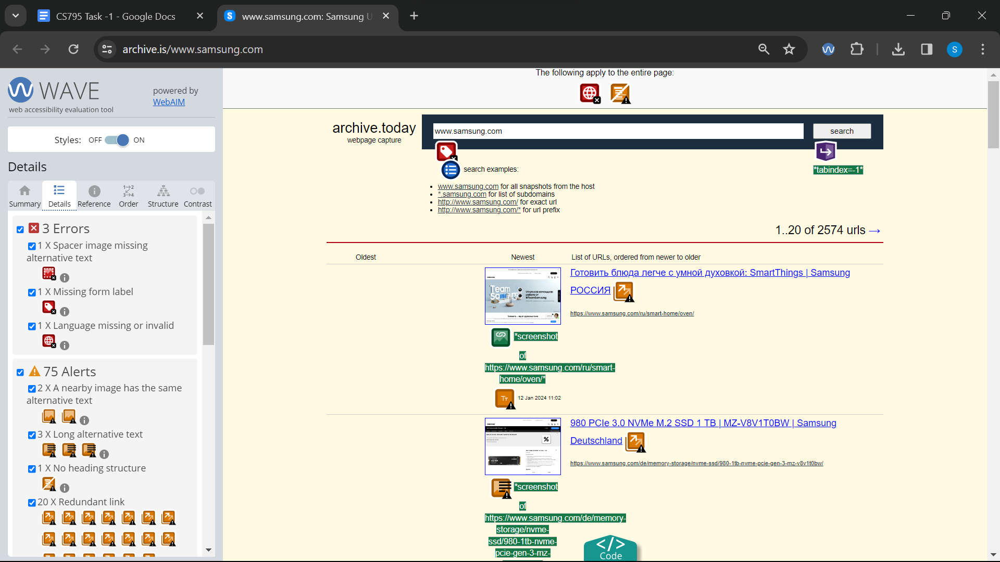 CS795 Task -1 - Google Docs
www.samsung.com: Samsung U
archive.is/www.samsung.com
S
WAVE
web accessibility evaluation tool
powered by
WebAIM
Styles: OFF ON
Details
Summary Details Reference Order Structure Contrast
3 Errors
1 X Spacer image missing
alternative text
1 X Missing form label
1 X Language missing or invalid
75 Alerts
2 X A nearby image has the same
alternative text
3 X Long alternative text
1 X No heading structure
20 X Redundant link
The following apply to the entire page:
archive.today
webpage capture
www.samsung.com
search
*tabindex=-1*
search examples:
www.samsung.com for all snapshots from the host
*.samsung.com for list of subdomains
http://www.samsung.com/ for exact url
http://www.samsung.com/* for url prefix
1..20 of 2574 urls →
Oldest Newest List of URLs, ordered from newer to older
Готовить блюда легче с умной духовкой: SmartThings | Samsung
РОССИЯ
https://www.samsung.com/ru/smart-home/oven/
Team
*screenshot
of
https://www.samsung.com/ru/smart-
home/oven/*
12 Jan 2024 11:02
980 PCIe 3.0 NVMe M.2 SSD 1 TB | MZ-V8V1T0BW | Samsung
Deutschland
https://www.samsung.com/de/memory-storage/nvme-ssd/980-1tb-nvme-pcie-gen-3-mz-v8v1t0bw/
*screenshot
of
https://www.samsung.com/de/memory-
storage/nvme-
ssd/980-1tb-nvme-
pcie-gen-3-mz-
</> Code